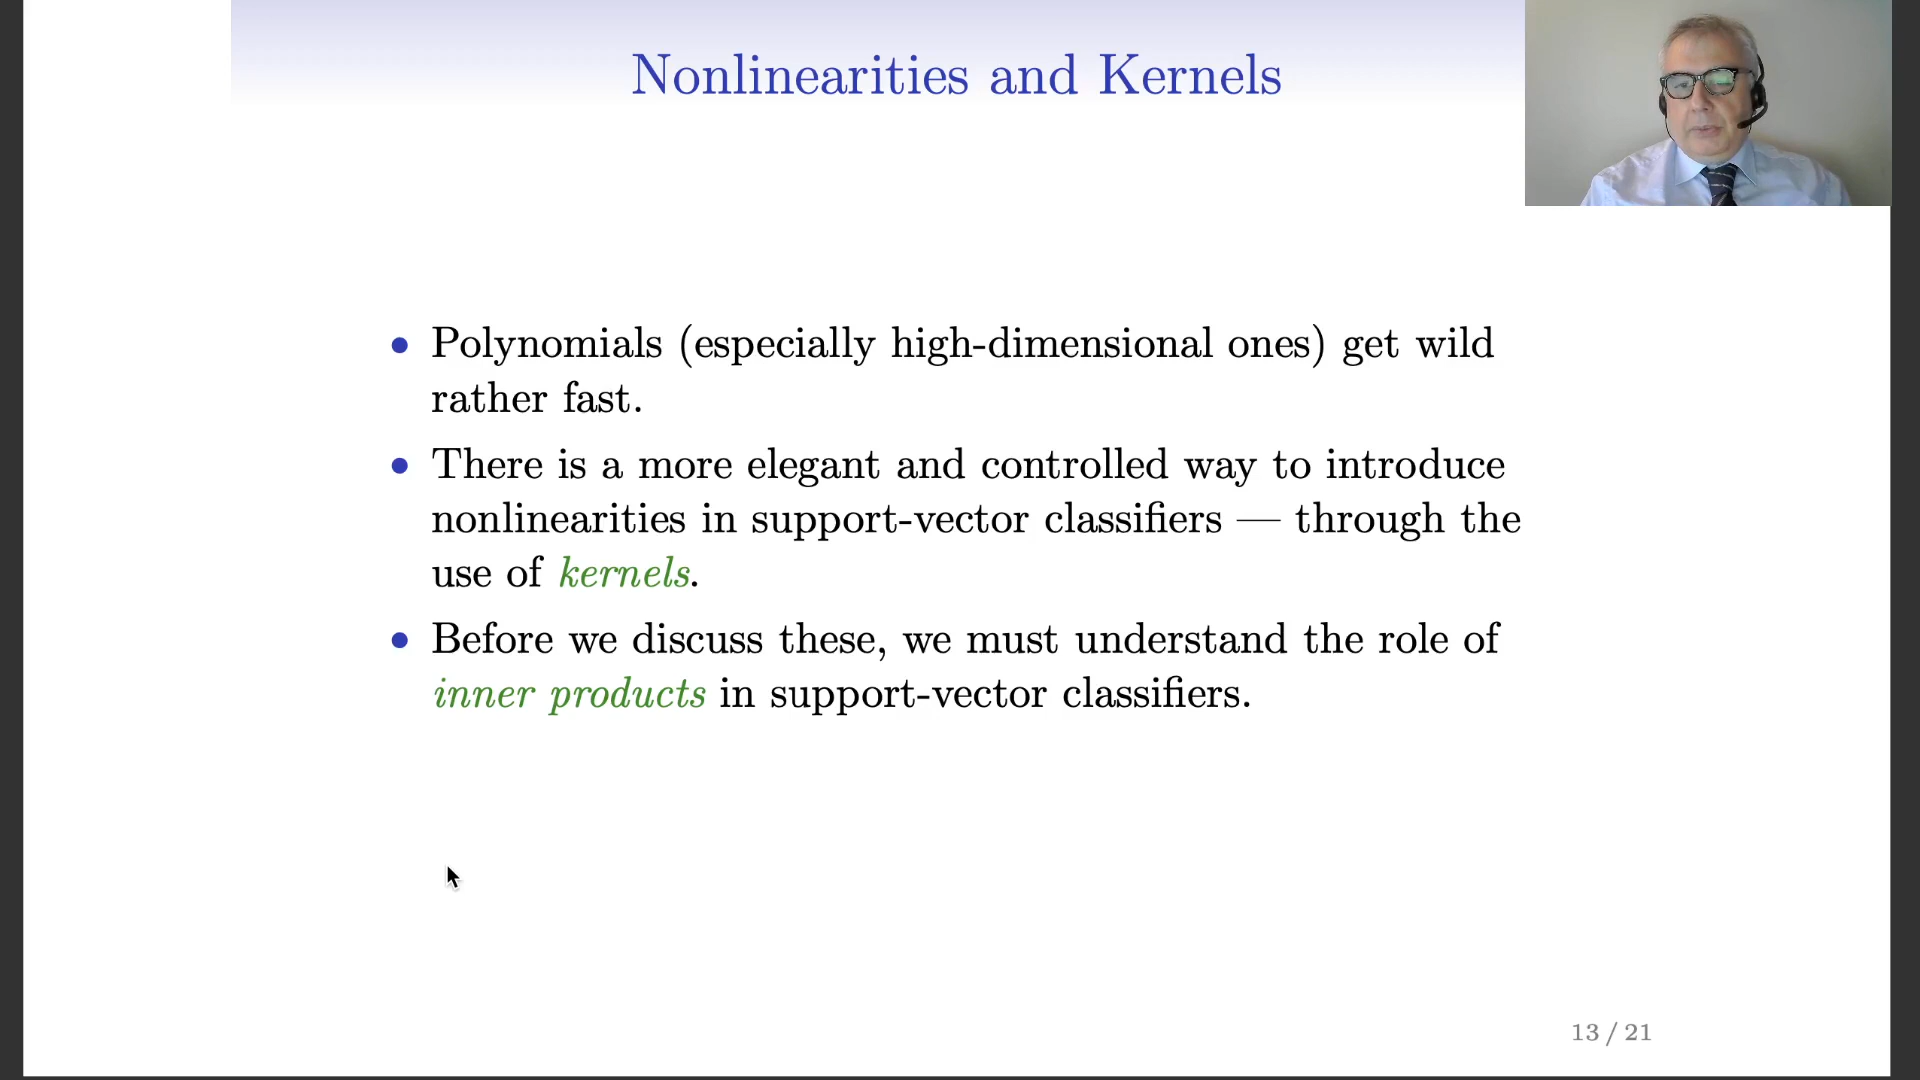 Nonlinearities and Kernels
• Polynomials (especially high-dimensional ones) get wild
rather fast.
• There is a more elegant and controlled way to introduce
nonlinearities in support-vector classifiers — through the
use of kernels.
• Before we discuss these, we must understand the role of
inner products in support-vector classifiers.
13 / 21